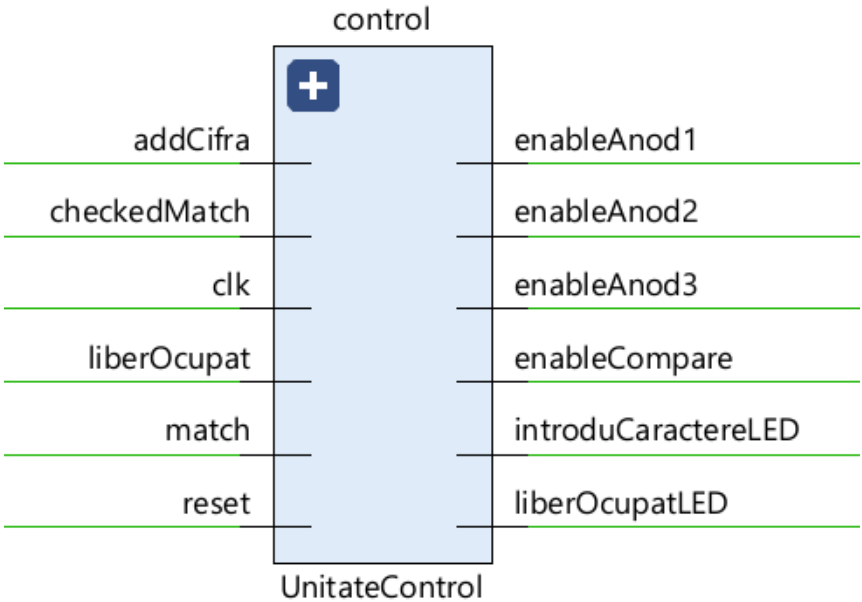 control
addCifra
enableAnod1
checkedMatch
enableAnod2
clk
enableAnod3
liberOcupat
enableCompare
match
introduCaractereLED
reset
liberOcupatLED
UnitateControl